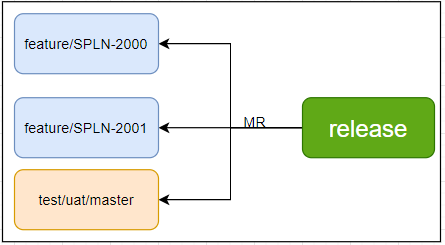 feature/SPLN-2000
feature/SPLN-2001
MR
release
test/uat/master